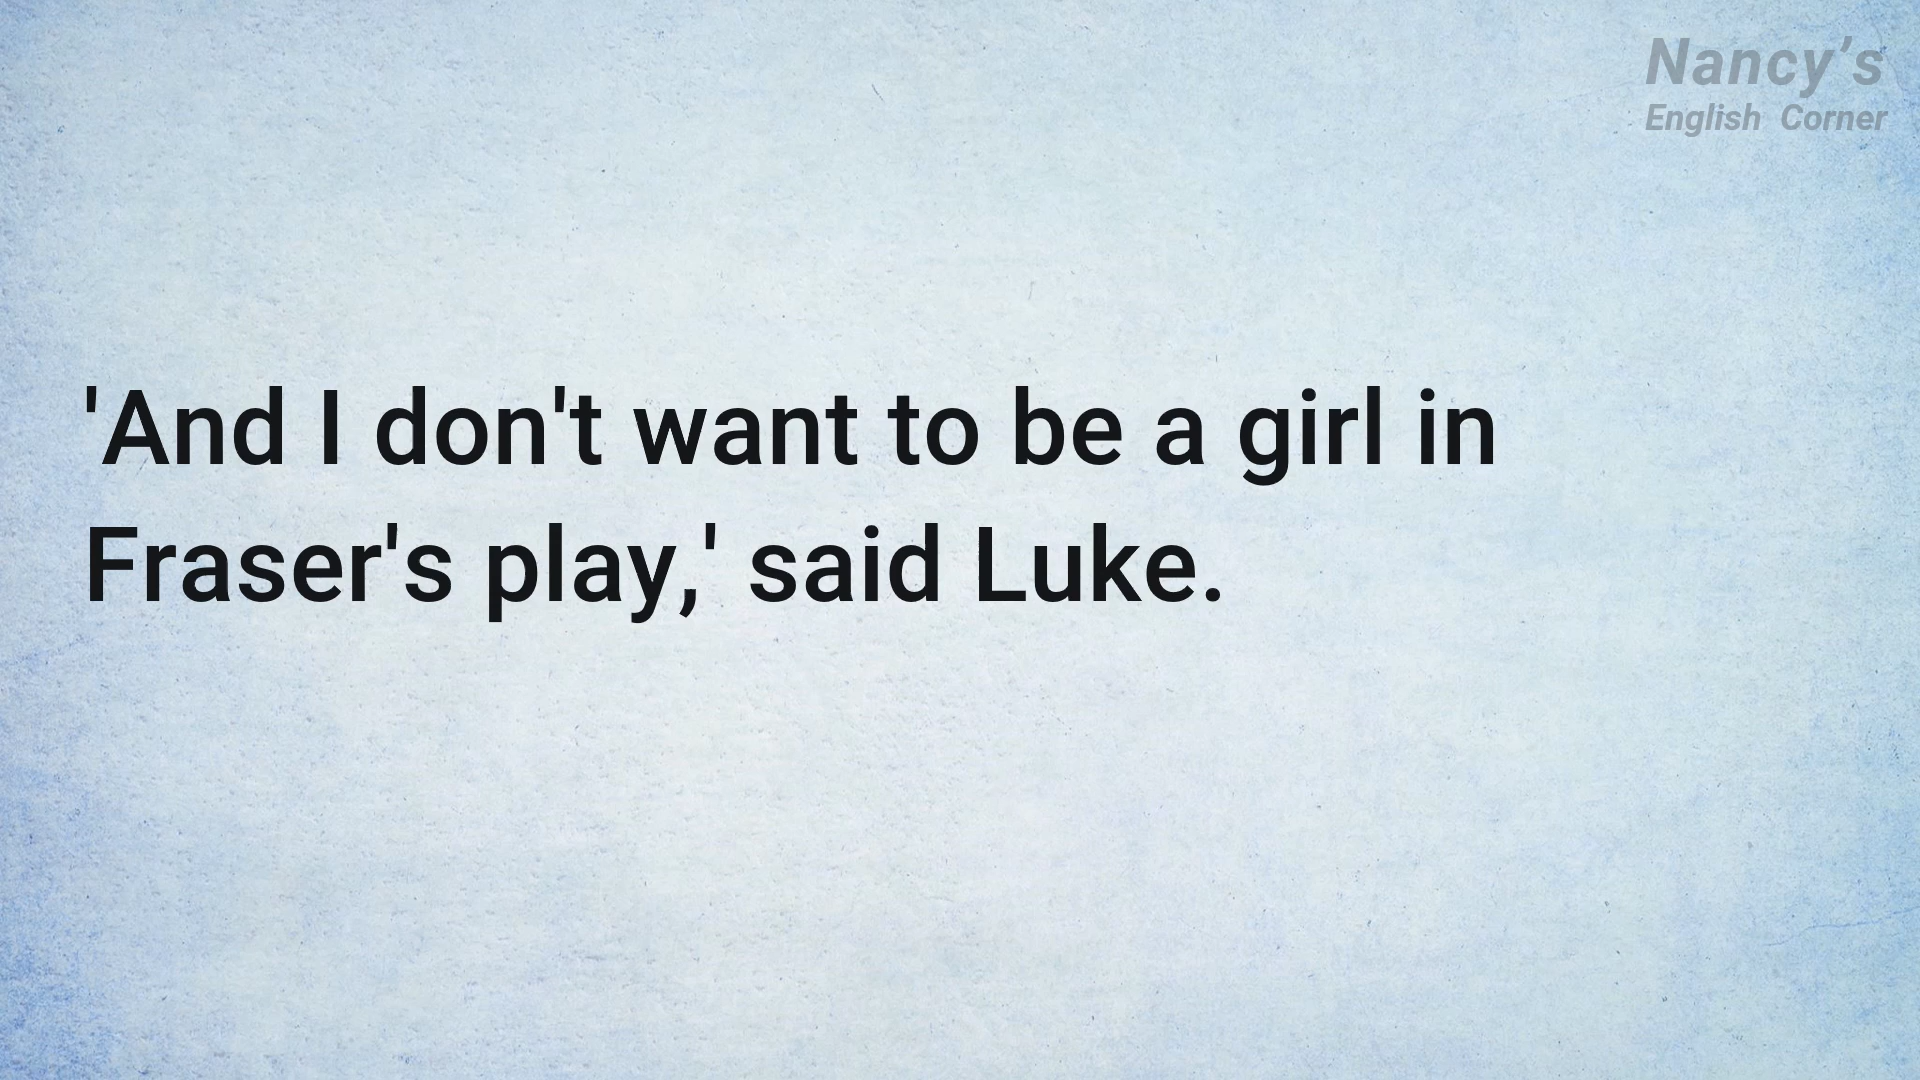 Nancy’s
English Corner
'And I don't want to be a girl in
Fraser's play,' said Luke.